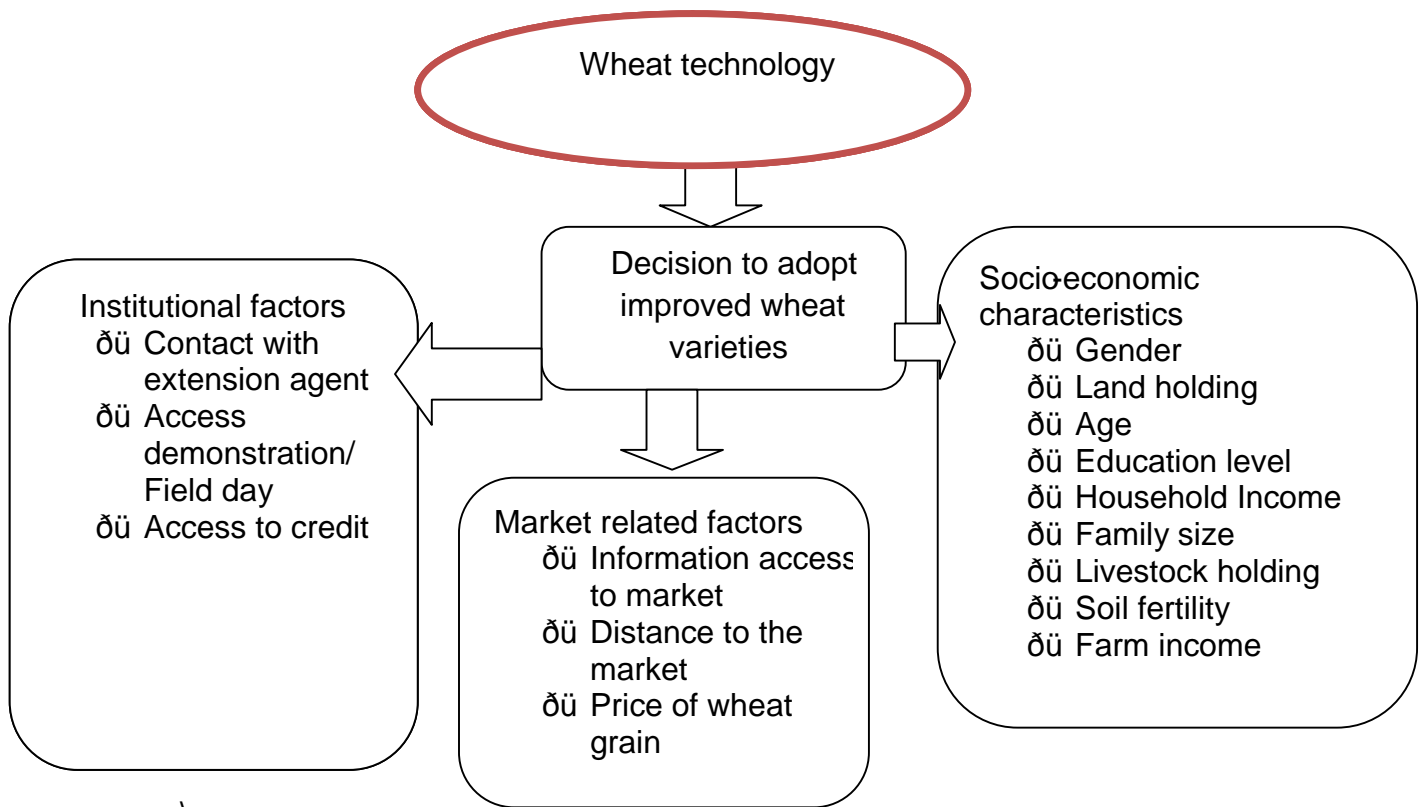 Wheat technology
Decision to adopt
improved wheat
varieties
Institutional factors
ðü Contact with
extension agent
ðü Access
demonstration/
Field day
ðü Access to credit
Market related factors
ðü Information access
to market
ðü Distance to the
market
ðü Price of wheat
grain
Socio-economic
characteristics
ðü Gender
ðü Land holding
ðü Age
ðü Education level
ðü Household Income
ðü Family size
ðü Livestock holding
ðü Soil fertility
ðü Farm income
\